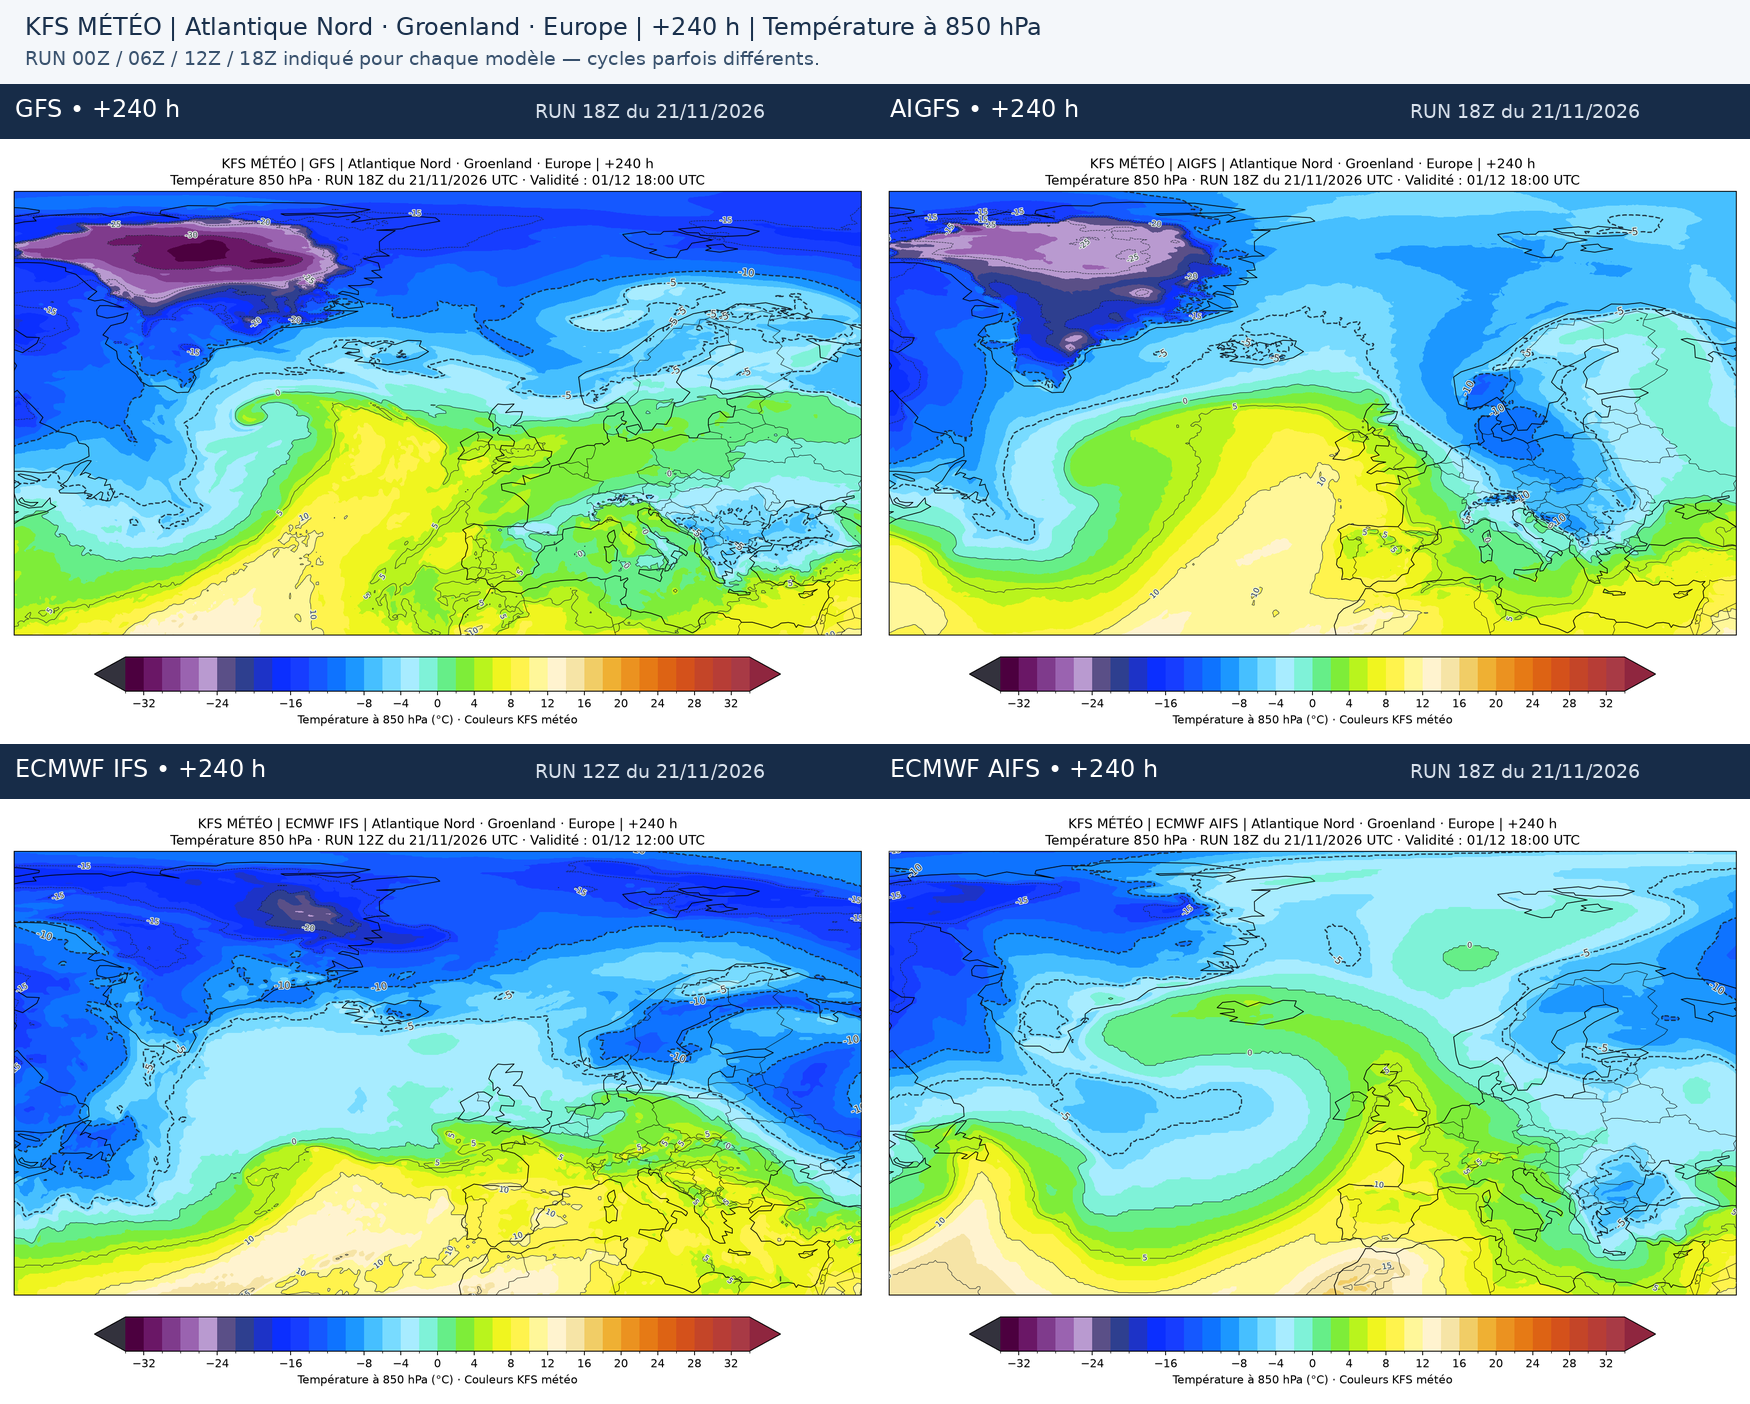 KFS MÉTÉO | Atlantique Nord · Groenland · Europe | +240 h | Température à 850 hPa
RUN 00Z / 06Z / 12Z / 18Z indiqué pour chaque modèle — cycles parfois différents.
GFS • +240 h
RUN 18Z du 21/11/2026
AIGFS • +240 h
RUN 18Z du 21/11/2026
KFS MÉTÉO | GFS | Atlantique Nord · Groenland · Europe | +240 h
Température 850 hPa · RUN 18Z du 21/11/2026 UTC · Validité : 01/12 18:00 UTC
KFS MÉTÉO | AIGFS | Atlantique Nord · Groenland · Europe | +240 h
Température 850 hPa · RUN 18Z du 21/11/2026 UTC · Validité : 01/12 18:00 UTC
−32 −24 −16 −8 −4 0 4 8 12 16 20 24 28 32
Température à 850 hPa (°C) · Couleurs KFS météo
−32 −24 −16 −8 −4 0 4 8 12 16 20 24 28 32
Température à 850 hPa (°C) · Couleurs KFS météo
ECMWF IFS • +240 h
RUN 12Z du 21/11/2026
ECMWF AIFS • +240 h
RUN 18Z du 21/11/2026
KFS MÉTÉO | ECMWF IFS | Atlantique Nord · Groenland · Europe | +240 h
Température 850 hPa · RUN 12Z du 21/11/2026 UTC · Validité : 01/12 12:00 UTC
KFS MÉTÉO | ECMWF AIFS | Atlantique Nord · Groenland · Europe | +240 h
Température 850 hPa · RUN 18Z du 21/11/2026 UTC · Validité : 01/12 18:00 UTC
−32 −24 −16 −8 −4 0 4 8 12 16 20 24 28 32
Température à 850 hPa (°C) · Couleurs KFS météo
−32 −24 −16 −8 −4 0 4 8 12 16 20 24 28 32
Température à 850 hPa (°C) · Couleurs KFS météo